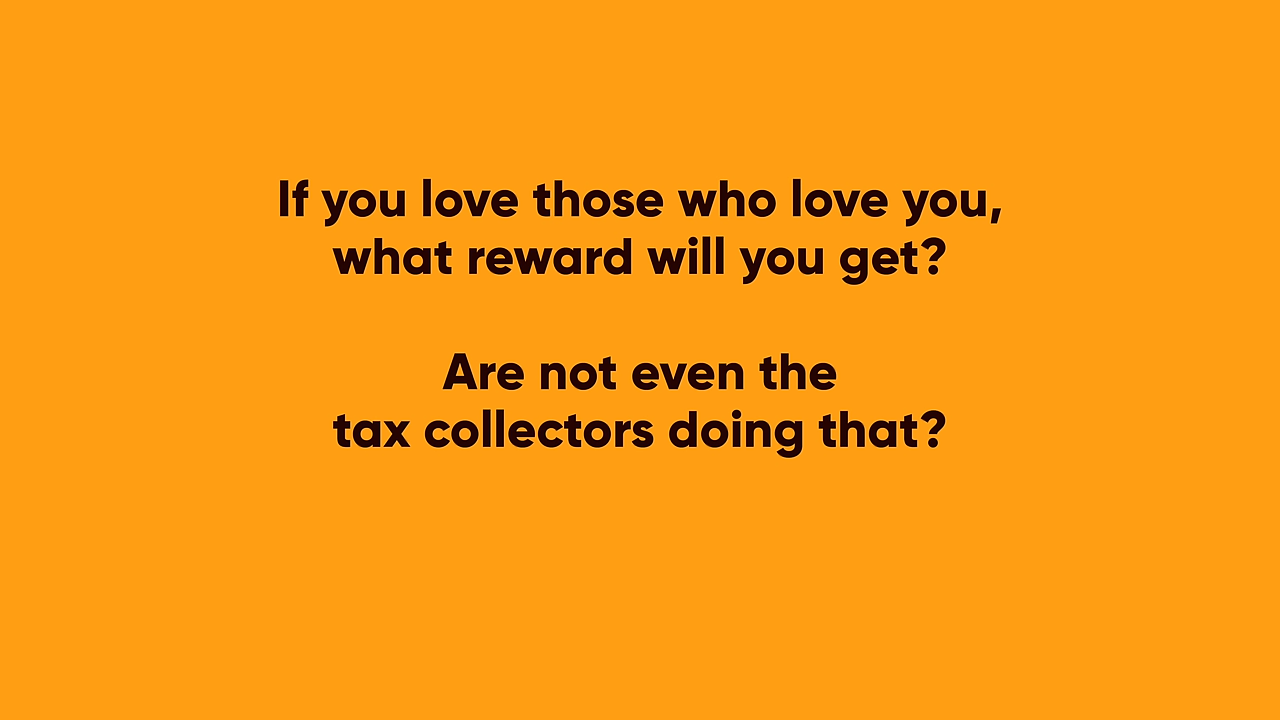 If you love those who love you,
what reward will you get?
Are not even the
tax collectors doing that?